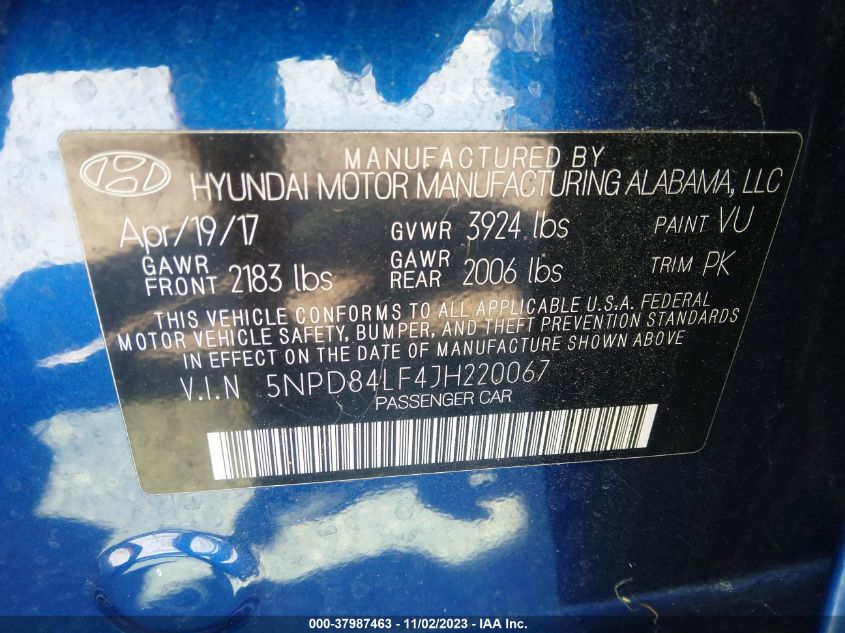 MANUFACTURED BY
HYUNDAI MOTOR MANUFACTURING ALABAMA, LLC
Apr/19/17 GVWR 3924 lbs PAINT VU
GAWR FRONT 2183 lbs GAWR REAR 2006 lbs TRIM PK
THIS VEHICLE CONFORMS TO ALL APPLICABLE U.S.A. FEDERAL
MOTOR VEHICLE SAFETY, BUMPER, AND THEFT PREVENTION STANDARDS
IN EFFECT ON THE DATE OF MANUFACTURE SHOWN ABOVE
V.I.N 5NPD84LF4JH220067
PASSENGER CAR
000-37987463 - 11/02/2023 - IAA Inc.